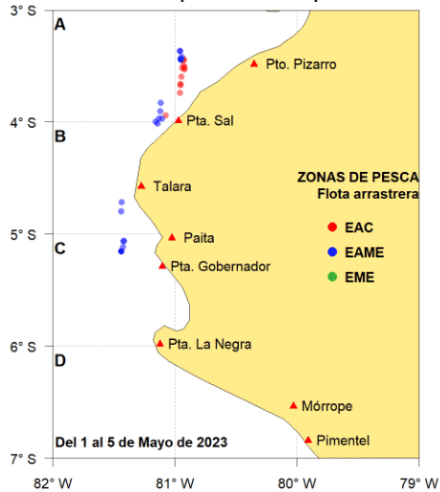 3° S
A
Pto. Pizarro
4° S
Pta. Sal
B
ZONAS DE PESCA
Talara
Flota arrastrera
EAC
Paita
EAME
5° S
C
Pta. Gobernador
EME
6° S
Pta. La Negra
D
Mórrope
Del 1 al 5 de Mayo de 2023
Pimentel
7° S
82° W
81° W
80° W
79° W